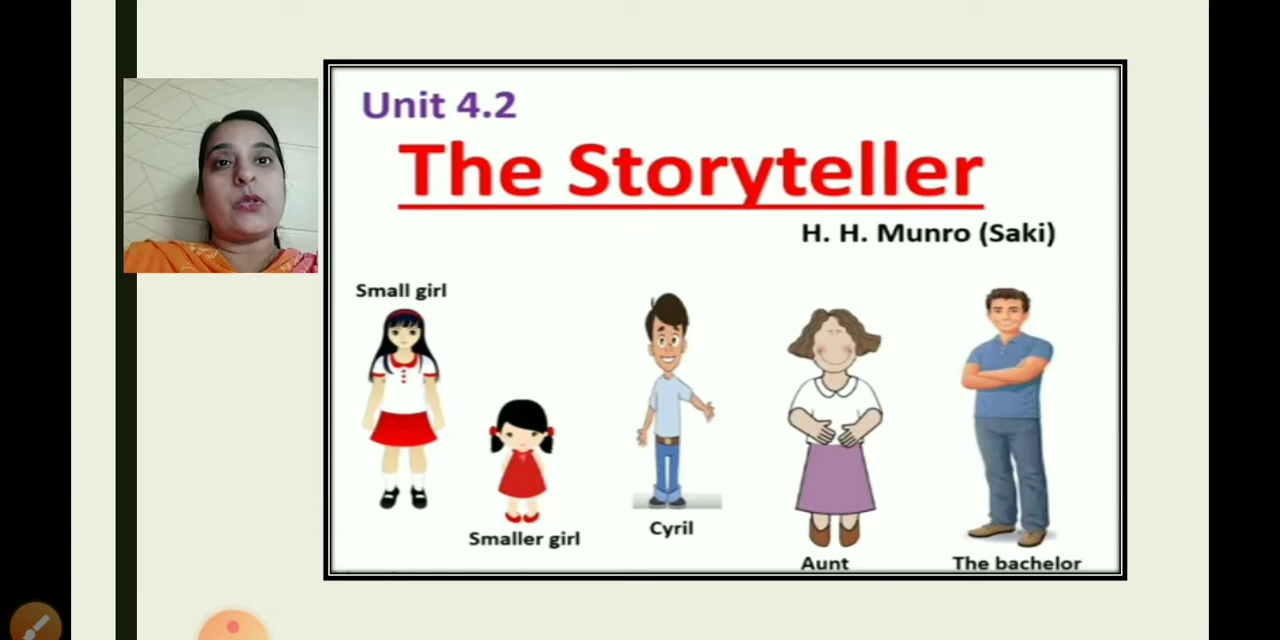 Unit 4.2
The Storyteller
H. H. Munro (Saki)
Small girl
Smaller girl
Cyril
Aunt
The bachelor